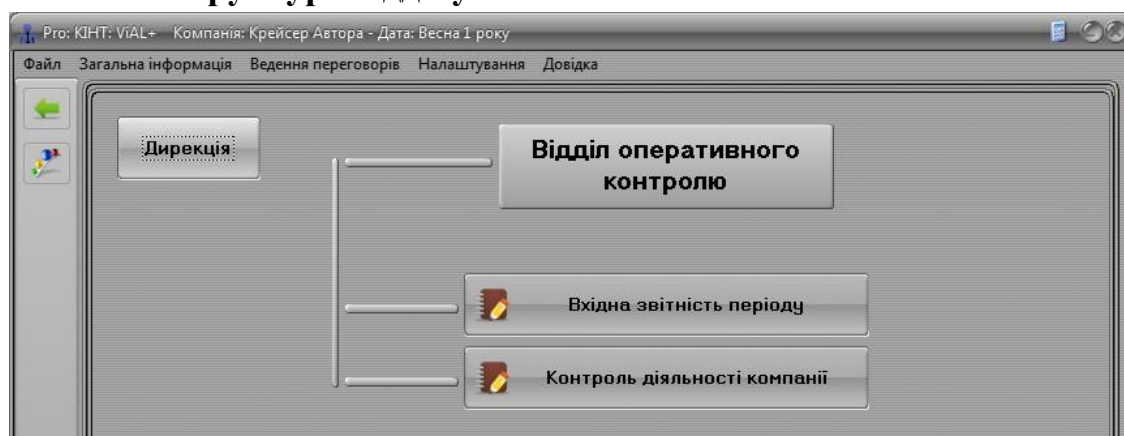 Pro: КІНТ: ViAL+ Компанія: Крейсер Автора - Дата: Весна 1 року
Файл Загальна інформація Ведення переговорів Налаштування Довідка
Дирекція
Відділ оперативного
контролю
Вхідна звітність періоду
Контроль діяльності компанії